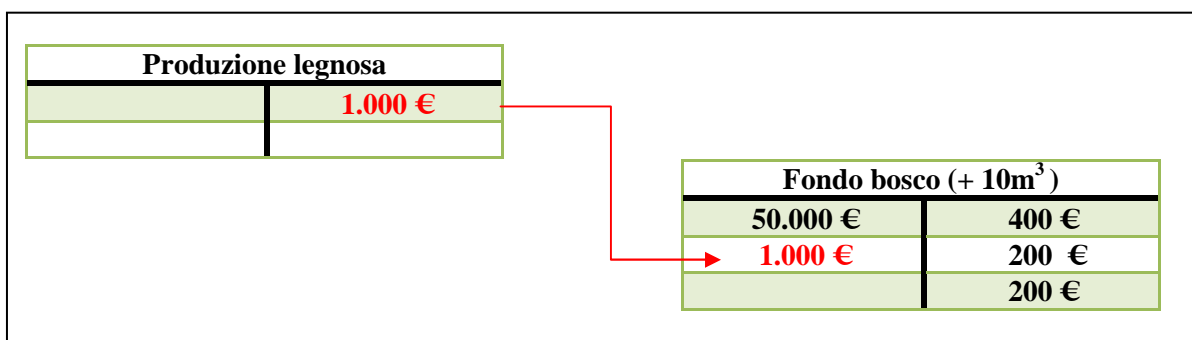 Produzione legnosa
1.000 €
Fondo bosco (+ 10m³ )
50.000 € 400 €
1.000 € 200 €
200 €